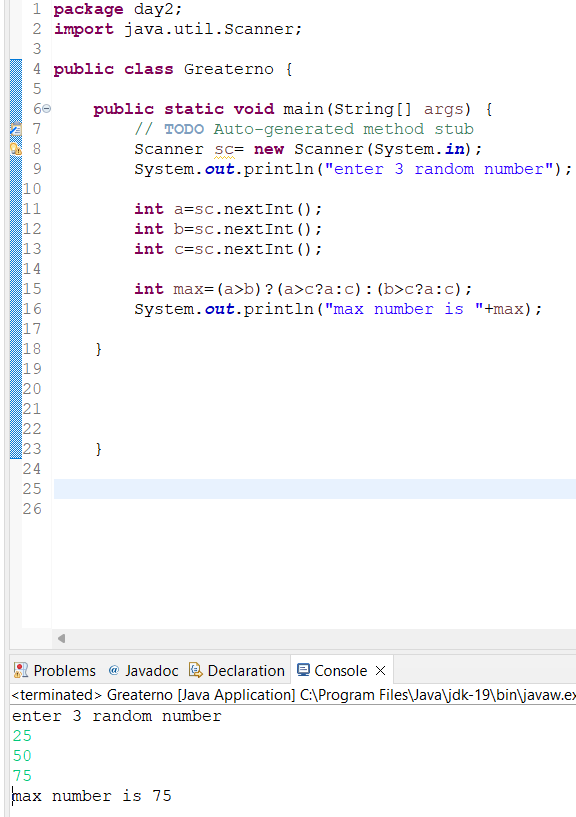 1 package day2;
2 import java.util.Scanner;
3
4 public class Greaterno {
5
6 public static void main(String[] args) {
7 // TODO Auto-generated method stub
8 Scanner sc= new Scanner(System.in);
9 System.out.println("enter 3 random number");
10
11 int a=sc.nextInt();
12 int b=sc.nextInt();
13 int c=sc.nextInt();
14
15 int max=(a>b)?(a>c?a:c):(b>c?a:c);
16 System.out.println("max number is "+max);
17
18 }
19
20
21
22
23 }
24
25
26
Problems @ Javadoc Declaration Console
<terminated> Greaterno [Java Application] C:\Program Files\Java\jdk-19\bin\javaw.ex
enter 3 random number
25
50
75
max number is 75